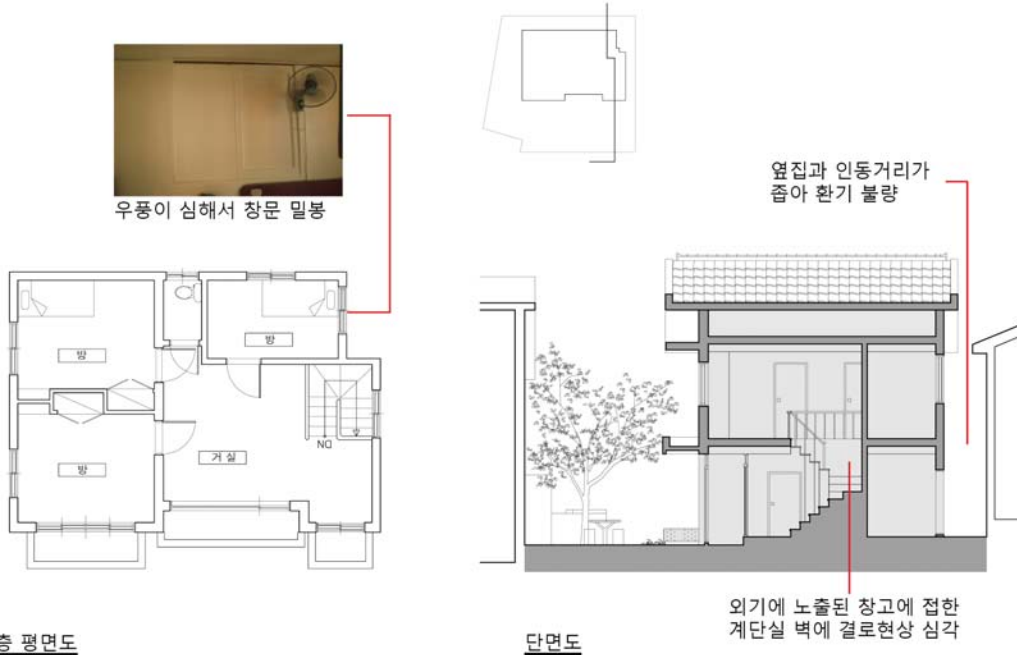 우풍이 심해서 창문 밀봉
옆집과 인동거리가
좁아 환기 불량
방
방
방
거 실
DN
외기에 노출된 창고에 접한
계단실 벽에 결로현상 심각
층 평면도
단면도